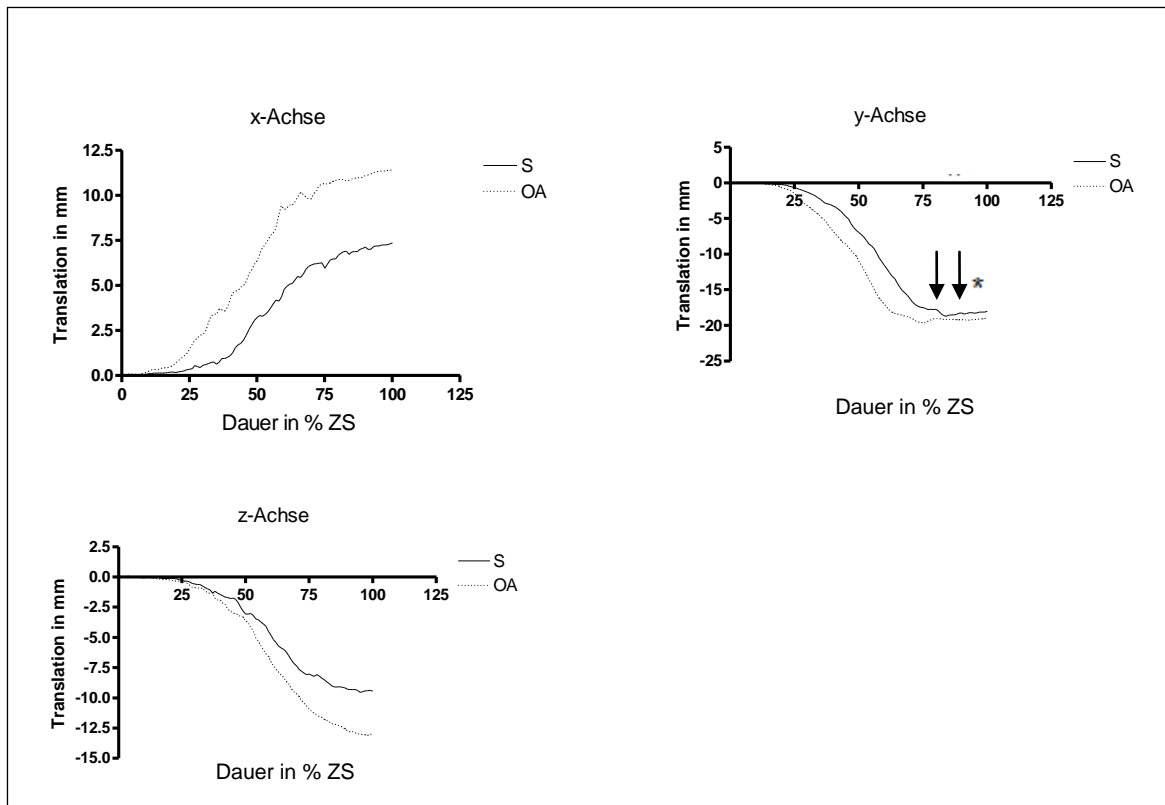 x-Achse
12.5
10.0
7.5
5.0
2.5
0.0
0 25 50 75 100 125
Translation in mm
Dauer in % ZS
S
OA
y-Achse
5
0
-5
-10
-15
-20
-25
25 50 75 100 125
Translation in mm
Dauer in % ZS
S
OA
*
z-Achse
2.5
0.0
-2.5
-5.0
-7.5
-10.0
-12.5
-15.0
25 50 75 100 125
Translation in mm
Dauer in % ZS
S
OA